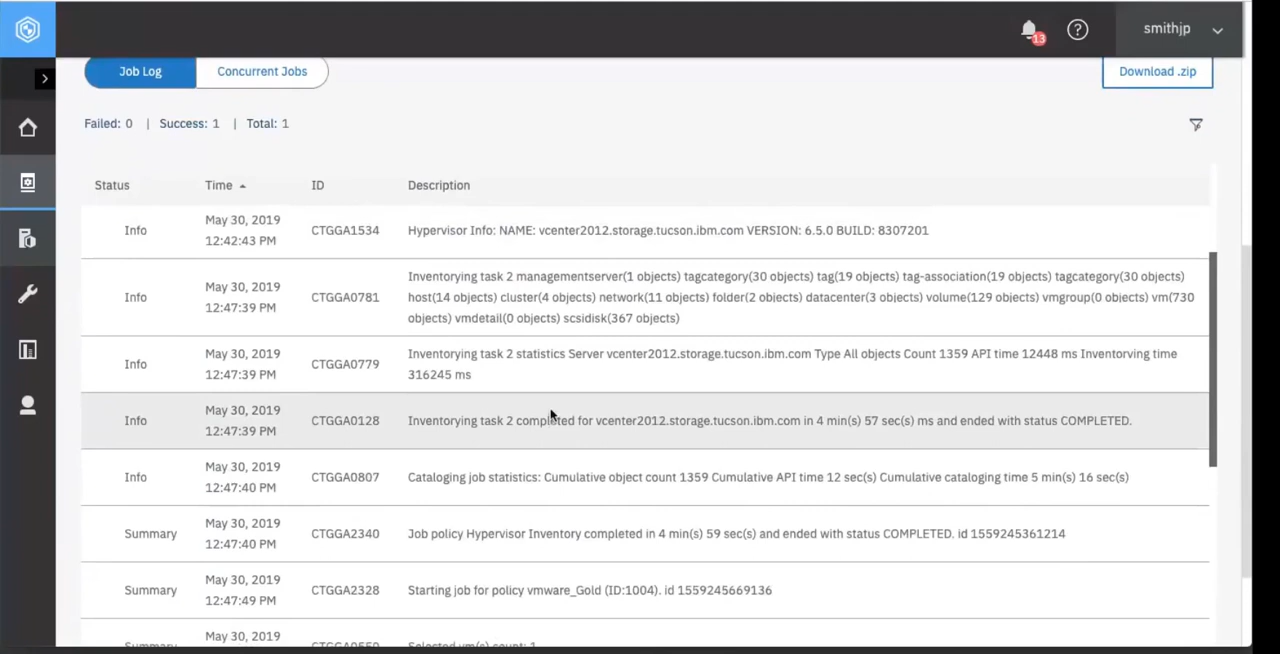 13
smithjp
Job Log
Concurrent Jobs
Download .zip
Failed: 0 | Success: 1 | Total: 1
Status
Time
ID
Description
Info
May 30, 2019
12:42:43 PM
CTGGA1534
Hypervisor Info: NAME: vcenter2012.storage.tucson.ibm.com VERSION: 6.5.0 BUILD: 8307201
Info
May 30, 2019
12:47:39 PM
CTGGA0781
Inventorying task 2 managementserver(1 objects) tagcategory(30 objects) tag(19 objects) tag-association(19 objects) tagcategory(30 objects)
host(14 objects) cluster(4 objects) network(11 objects) folder(2 objects) datacenter(3 objects) volume(129 objects) vmgroup(0 objects) vm(730
objects) vmdetail(0 objects) scsidisk(367 objects)
Info
May 30, 2019
12:47:39 PM
CTGGA0779
Inventorying task 2 statistics Server vcenter2012.storage.tucson.ibm.com Type All objects Count 1359 API time 12448 ms Inventorving time
316245 ms
Info
May 30, 2019
12:47:39 PM
CTGGA0128
Inventorying task 2 completed for vcenter2012.storage.tucson.ibm.com in 4 min(s) 57 sec(s) ms and ended with status COMPLETED.
Info
May 30, 2019
12:47:40 PM
CTGGA0807
Cataloging job statistics: Cumulative object count 1359 Cumulative API time 12 sec(s) Cumulative cataloging time 5 min(s) 16 sec(s)
Summary
May 30, 2019
12:47:40 PM
CTGGA2340
Job policy Hypervisor Inventory completed in 4 min(s) 59 sec(s) and ended with status COMPLETED. id 1559245361214
Summary
May 30, 2019
12:47:49 PM
CTGGA2328
Starting job for policy vmware_Gold (ID:1004). id 1559245669136
Summary
May 30, 2019
CTGGA0550
Selected vm(s) count: 1